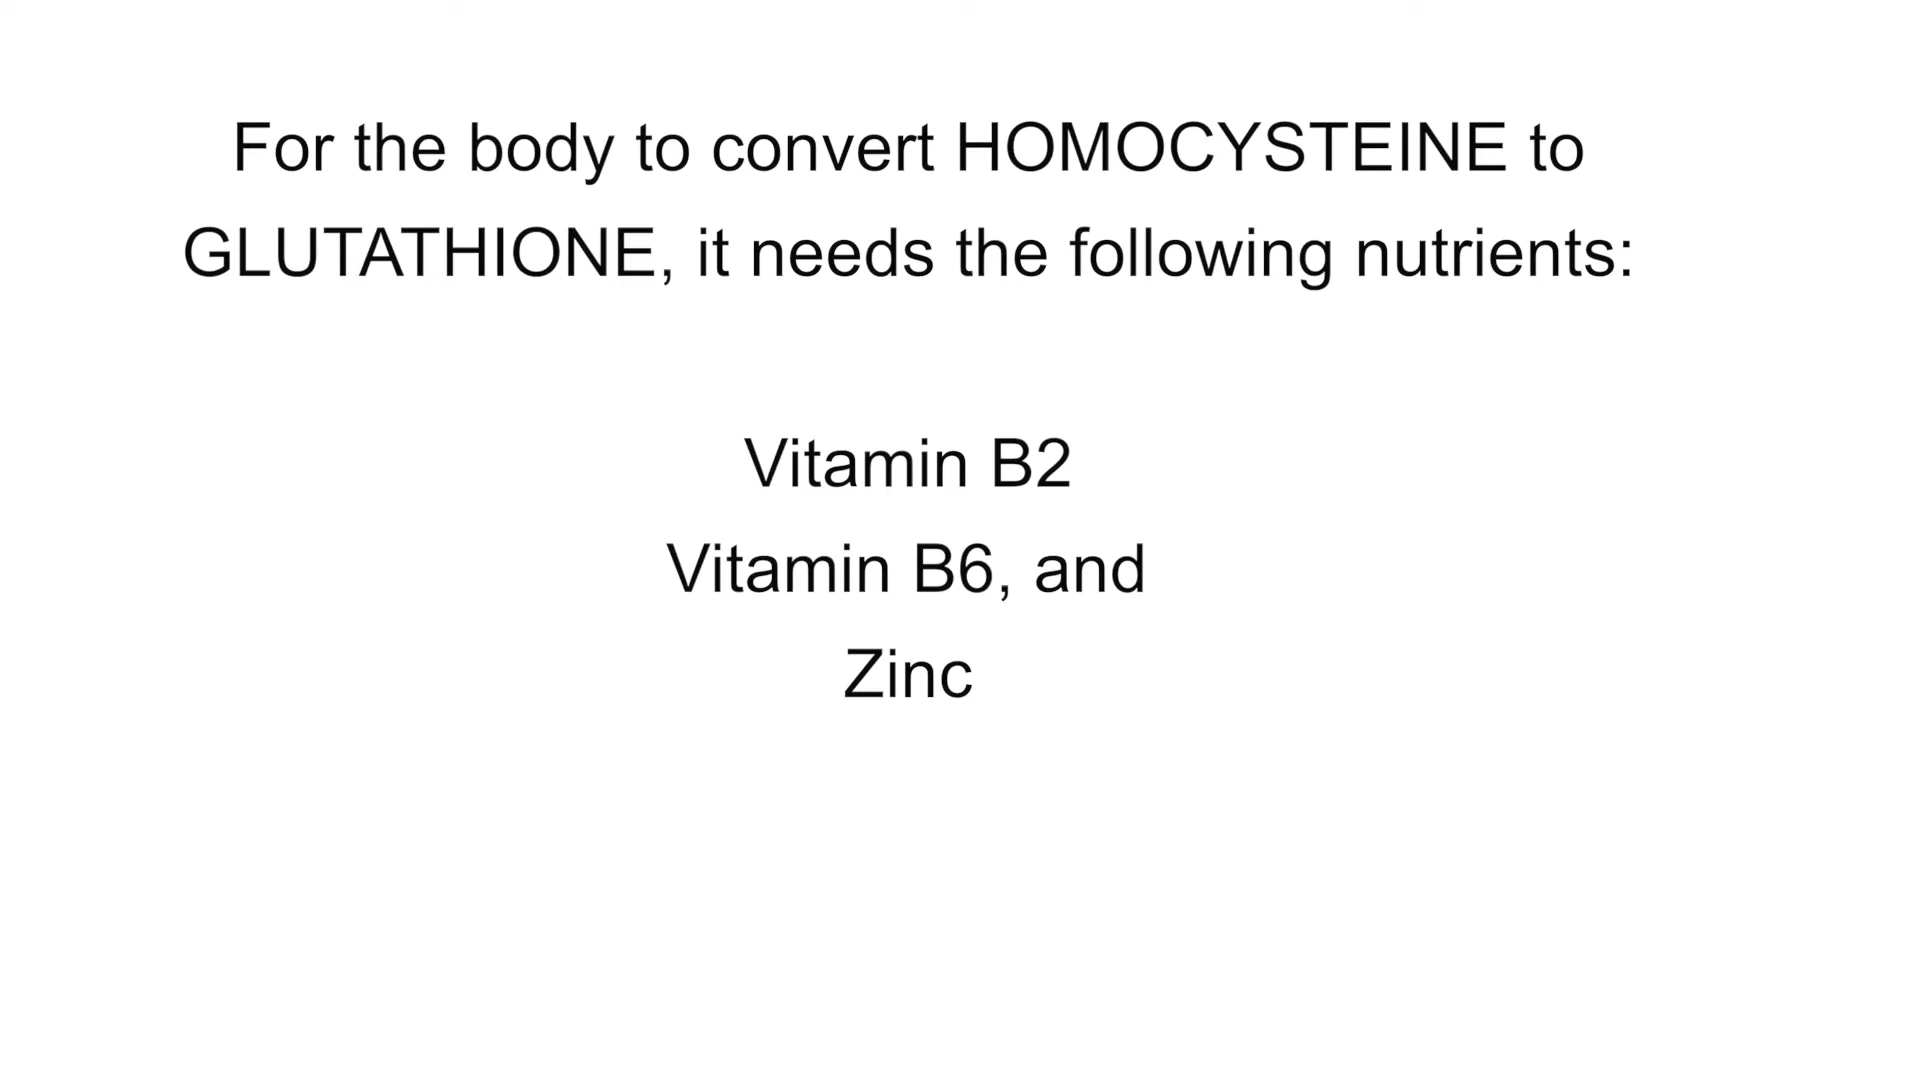 For the body to convert HOMOCYSTEINE to
GLUTATHIONE, it needs the following nutrients:
Vitamin B2
Vitamin B6, and
Zinc